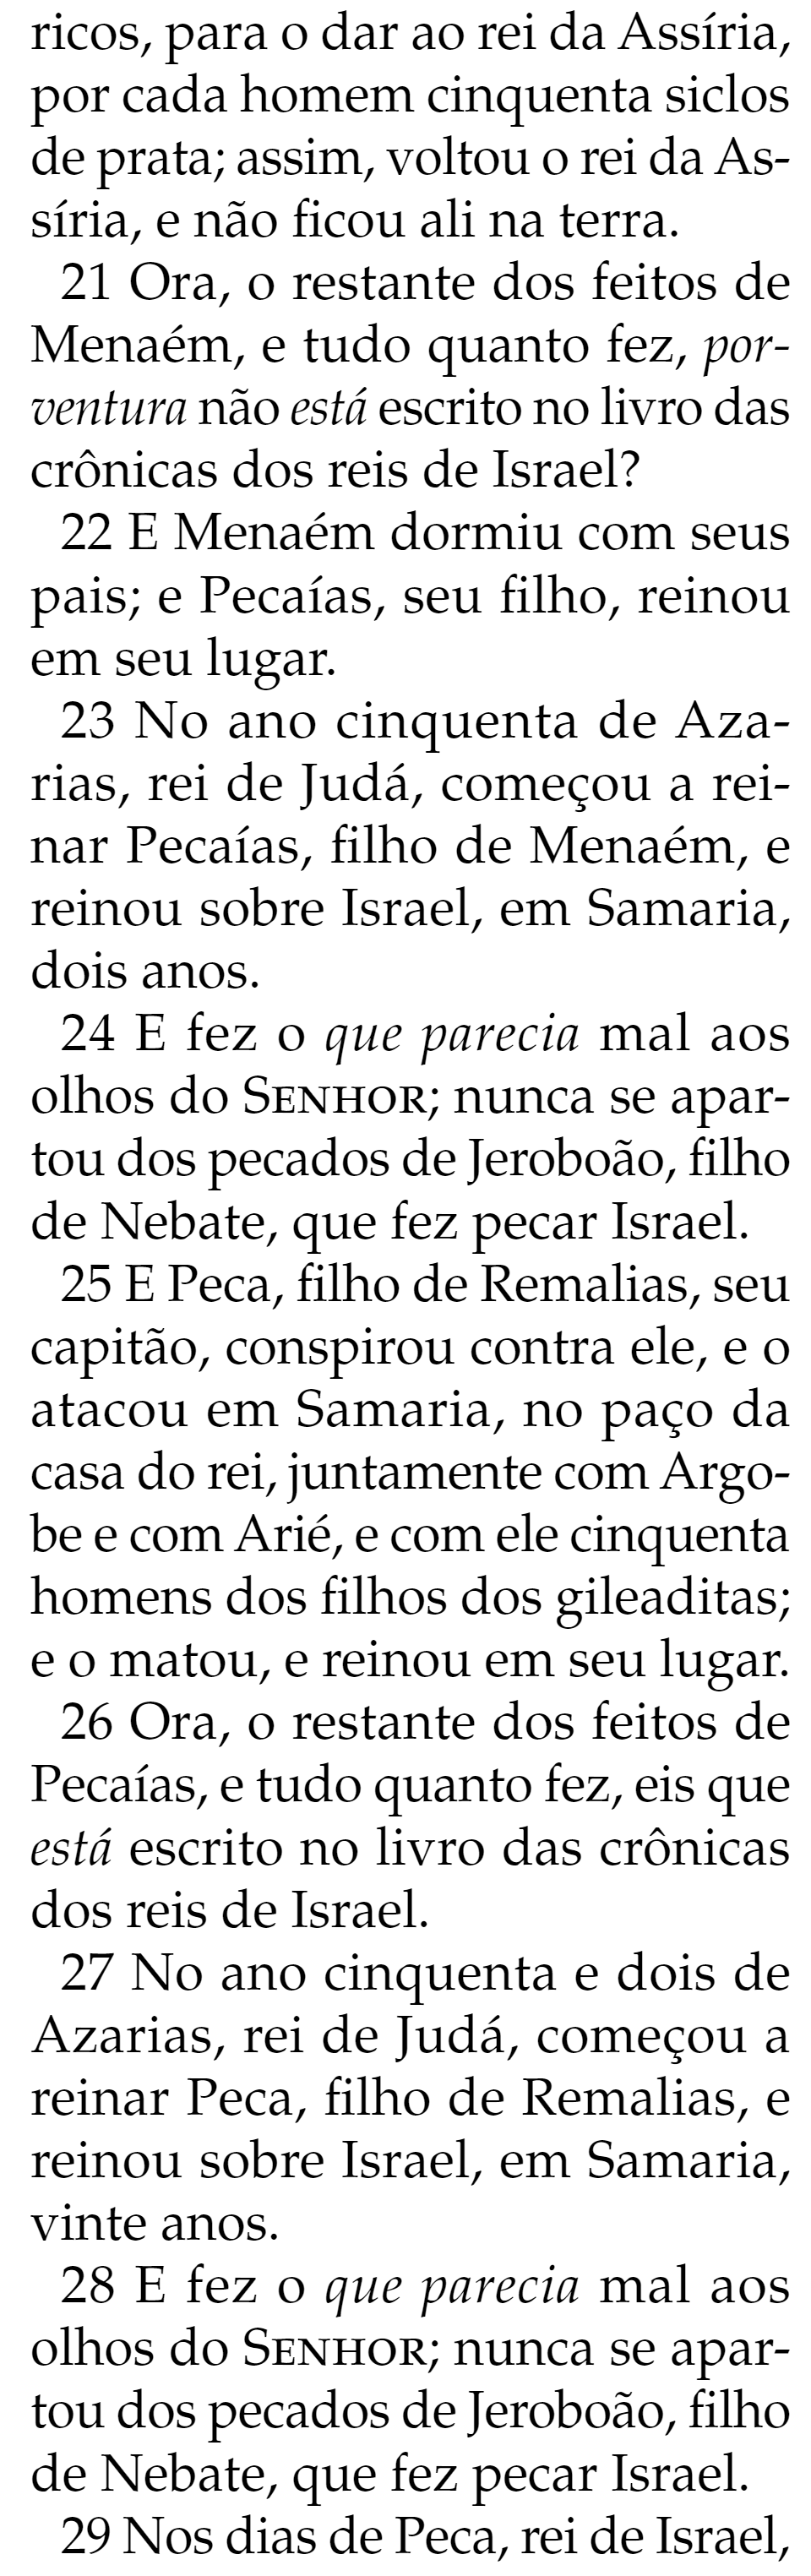 ricos, para o dar ao rei da Assíria,
por cada homem cinquenta siclos
de prata; assim, voltou o rei da As-
síria, e não ficou ali na terra.
21 Ora, o restante dos feitos de
Menaém, e tudo quanto fez, por-
ventura não está escrito no livro das
crônicas dos reis de Israel?
22 E Menaém dormiu com seus
pais; e Pecaías, seu filho, reinou
em seu lugar.
23 No ano cinquenta de Aza-
rias, rei de Judá, começou a rei-
nar Pecaías, filho de Menaém, e
reinou sobre Israel, em Samaria,
dois anos.
24 E fez o que parecia mal aos
olhos do SENHOR; nunca se apar-
tou dos pecados de Jeroboão, filho
de Nebate, que fez pecar Israel.
25 E Peca, filho de Remalias, seu
capitão, conspirou contra ele, e o
atacou em Samaria, no paço da
casa do rei, juntamente com Argo-
be e com Arié, e com ele cinquenta
homens dos filhos dos gileaditas;
e o matou, e reinou em seu lugar.
26 Ora, o restante dos feitos de
Pecaías, e tudo quanto fez, eis que
está escrito no livro das crônicas
dos reis de Israel.
27 No ano cinquenta e dois de
Azarias, rei de Judá, começou a
reinar Peca, filho de Remalias, e
reinou sobre Israel, em Samaria,
vinte anos.
28 E fez o que parecia mal aos
olhos do SENHOR; nunca se apar-
tou dos pecados de Jeroboão, filho
de Nebate, que fez pecar Israel.
29 Nos dias de Peca, rei de Israel,